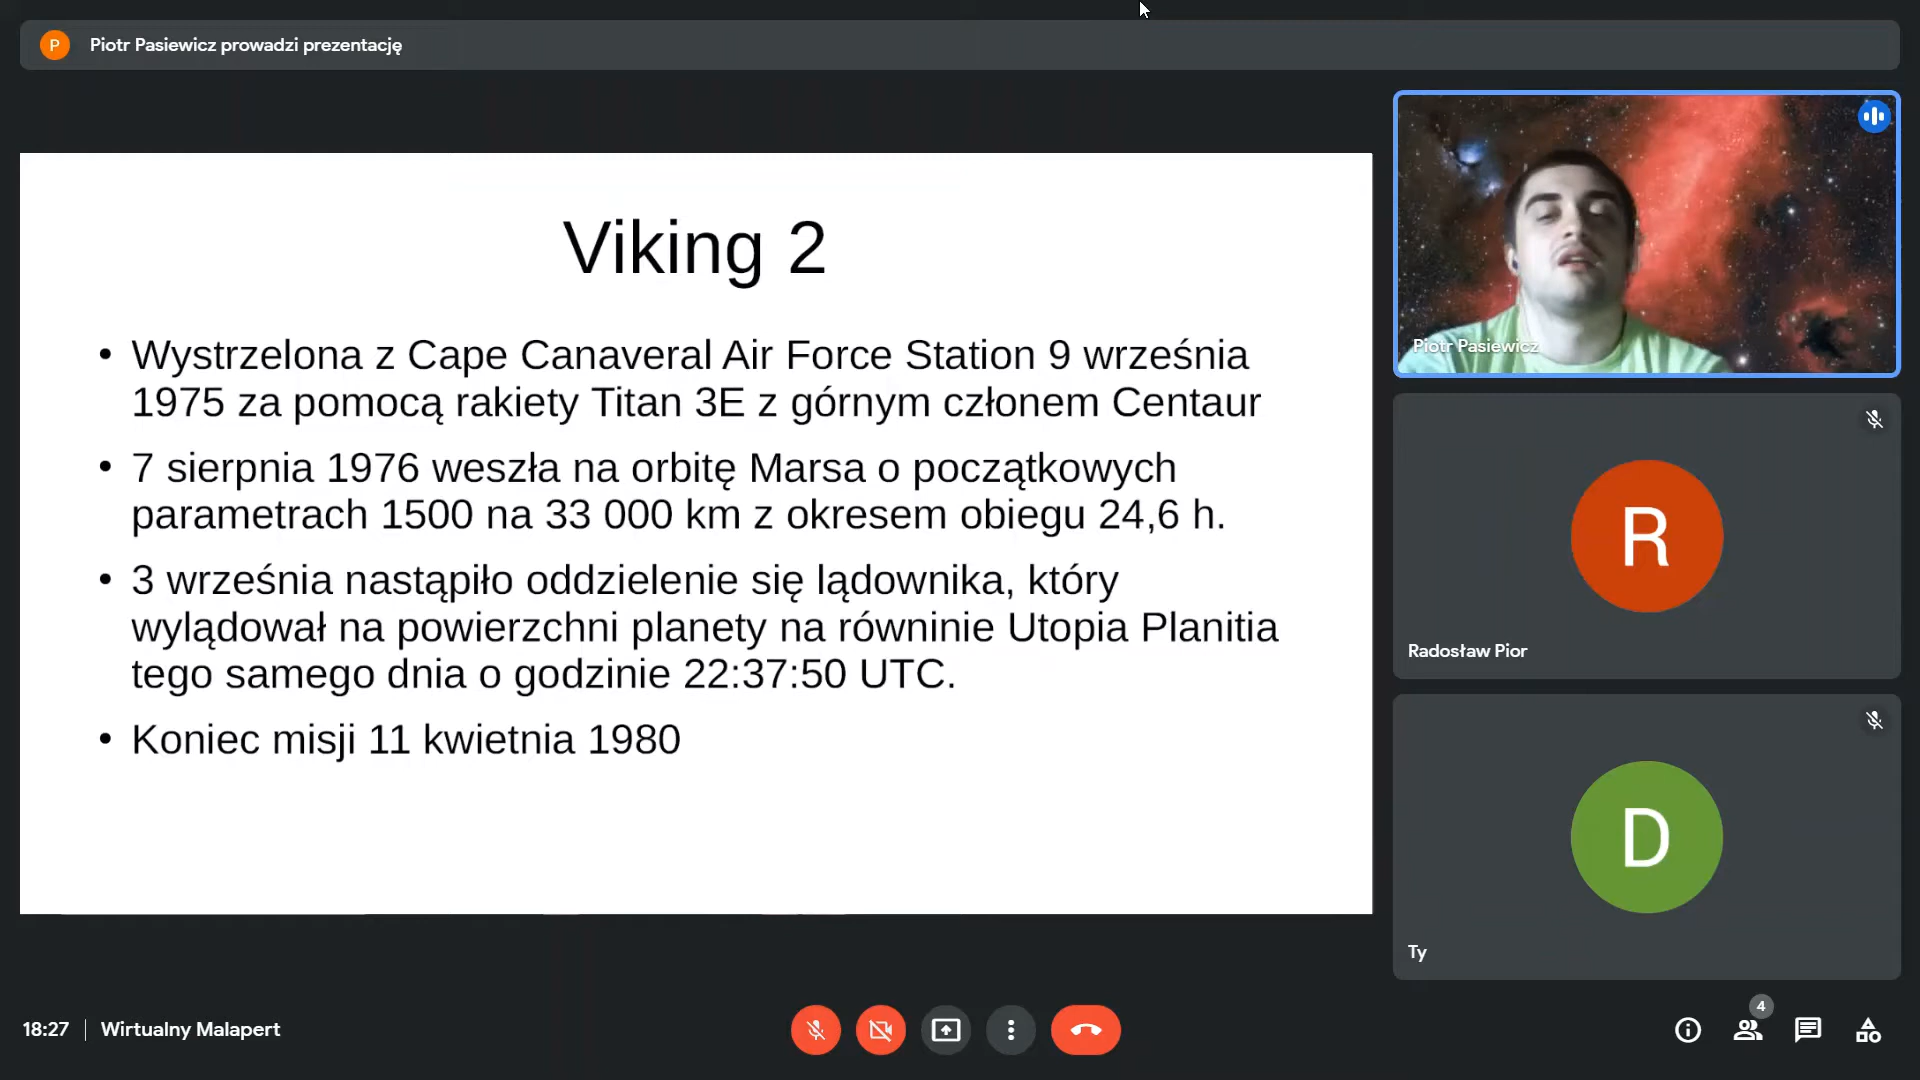 P Piotr Pasiewicz prowadzi prezentację
Viking 2
• Wystrzelona z Cape Canaveral Air Force Station 9 września
1975 za pomocą rakiety Titan 3E z górnym członem Centaur
• 7 sierpnia 1976 weszła na orbitę Marsa o początkowych
parametrach 1500 na 33 000 km z okresem obiegu 24,6 h.
• 3 września nastąpiło oddzielenie się lądownika, który
wylądował na powierzchni planety na równinie Utopia Planitia
tego samego dnia o godzinie 22:37:50 UTC.
• Koniec misji 11 kwietnia 1980
Piotr Pasiewicz
R
Radosław Pior
D
Ty
18:27 | Wirtualny Malapert
4